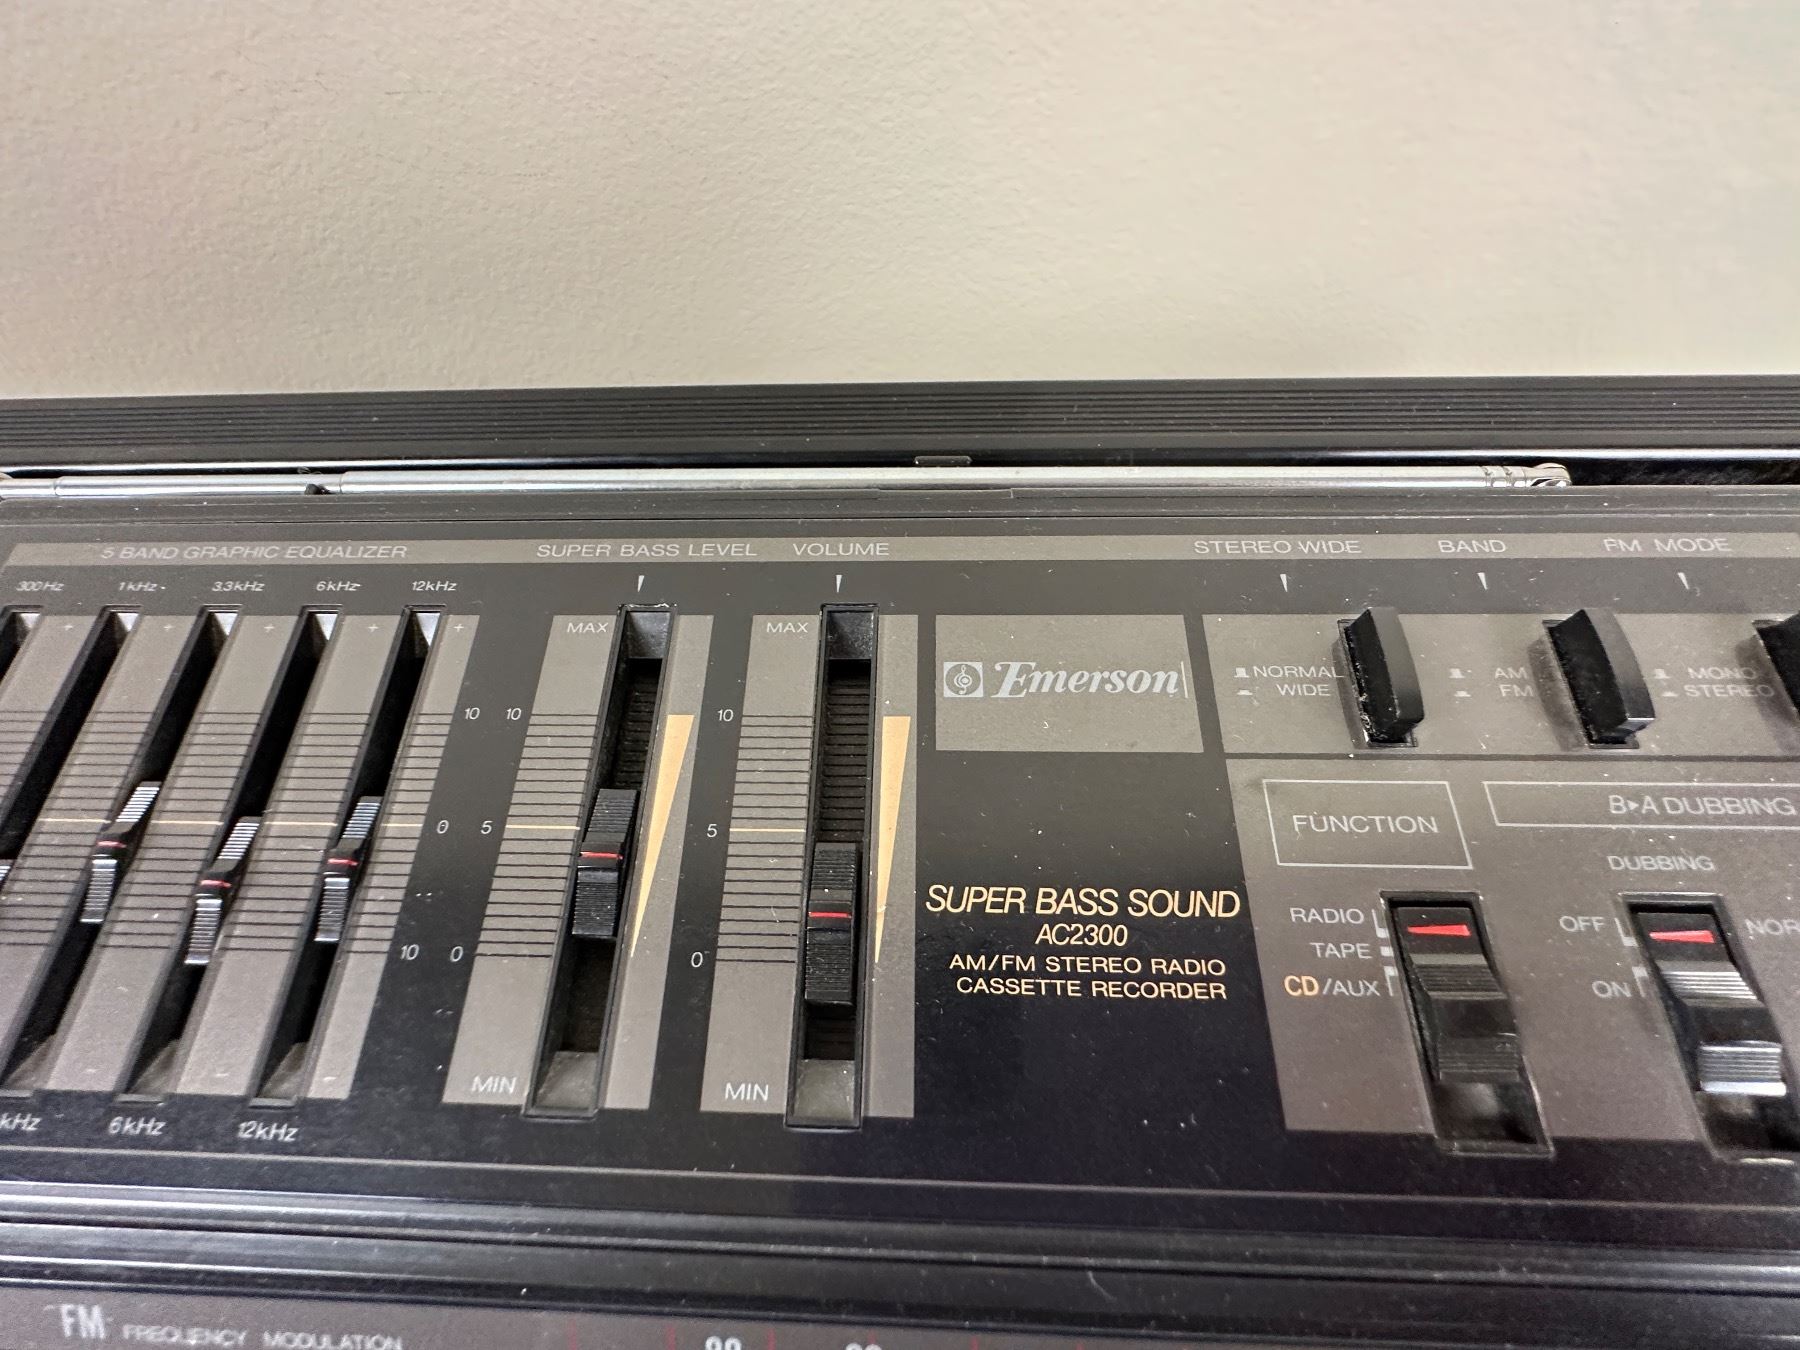 5 BAND GRAPHIC EQUALIZER
300Hz 1kHz 3.3kHz 6kHz 12kHz
+ + + + +
10
0
10
- - -
kHz 6kHz 12kHz
SUPER BASS LEVEL
MAX
10
5
0
MIN
VOLUME
MAX
10
5
0
MIN
Emerson
SUPER BASS SOUND
AC2300
AM/FM STEREO RADIO
CASSETTE RECORDER
STEREO WIDE
NORMAL
WIDE
BAND
AM
FM
FM MODE
MONO
STEREO
FUNCTION
RADIO
TAPE
CD/AUX
B▸A DUBBING
DUBBING
OFF
ON
NOR
FM FREQUENCY MODULATION